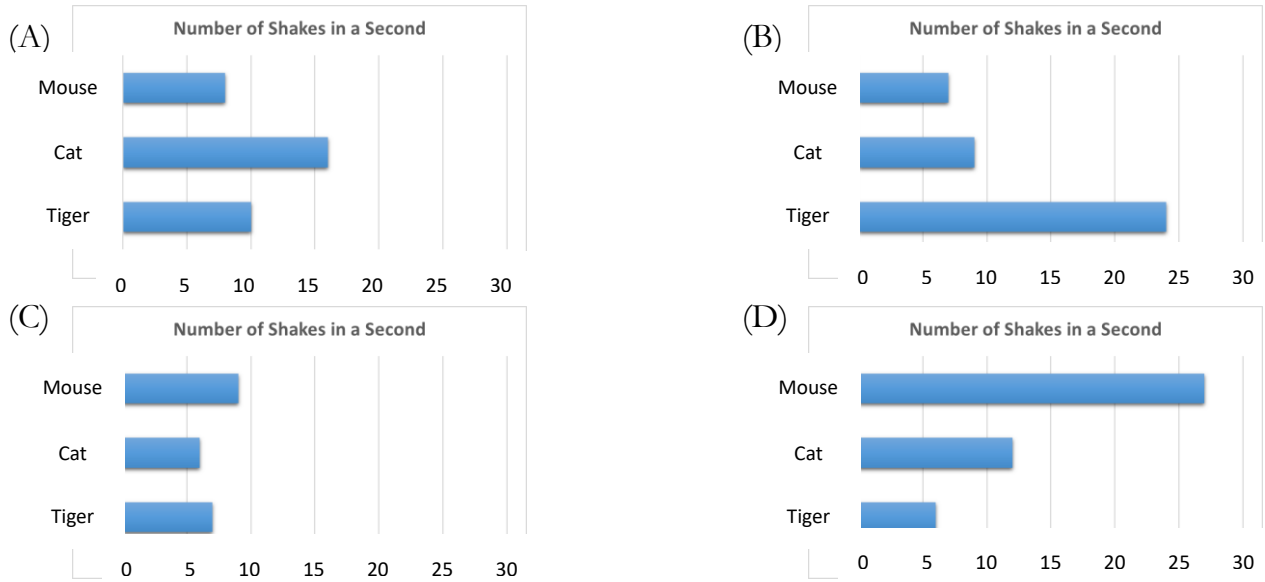 (A)
Number of Shakes in a Second
Mouse
Cat
Tiger
0 5 10 15 20 25 30
(B)
Number of Shakes in a Second
Mouse
Cat
Tiger
0 5 10 15 20 25 30
(C)
Number of Shakes in a Second
Mouse
Cat
Tiger
0 5 10 15 20 25 30
(D)
Number of Shakes in a Second
Mouse
Cat
Tiger
0 5 10 15 20 25 30